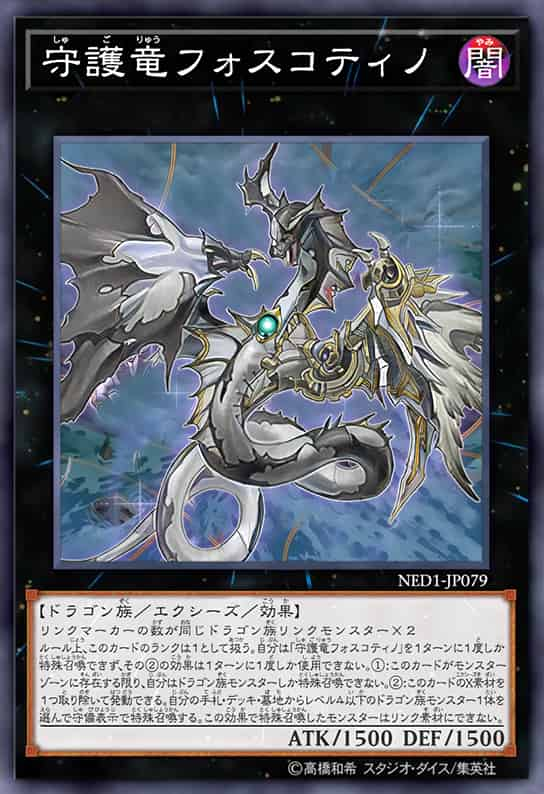 守護竜フォスコティノ
闇
NED1-JP079
【ドラゴン族/エクシーズ/効果】
リンクマーカーの数が同じドラゴン族リンクモンスター×2
ルール上、このカードのランクは1として扱う。自分は「守護竜フォスコティノ」を1ターンに1度しか
特殊召喚できず、その②の効果は1ターンに1度しか使用できない。①:このカードがモンスター
ゾーンに存在する限り、自分はドラゴン族モンスターしか特殊召喚できない。②:このカードのX素材を
1つ取り除いて発動できる。自分の手札・デッキ・墓地からレベル4以下のドラゴン族モンスター1体を
選んで守備表示で特殊召喚する。この効果で特殊召喚したモンスターはリンク素材にできない。
ATK/1500 DEF/1500
©高橋和希 スタジオ・ダイス/集英社